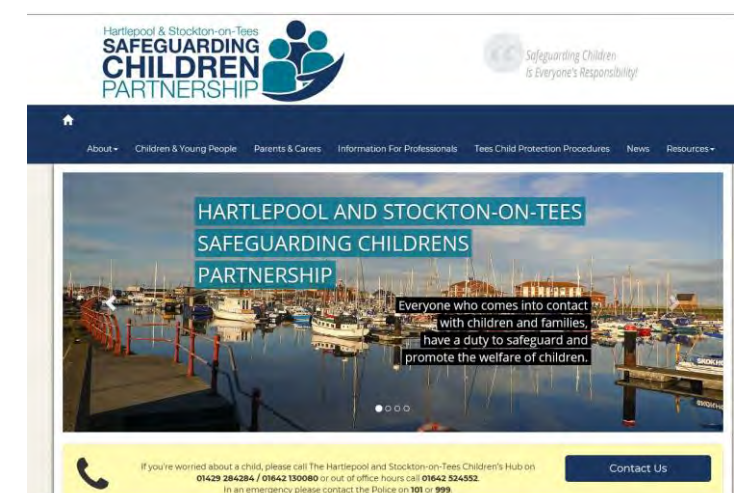 Hartlepool & Stockton-on-Tees
SAFEGUARDING
CHILDREN
PARTNERSHIP
Safeguarding Children
Is Everyone's Responsibility!
About Children & Young People Parents & Carers Information For Professionals Tees Child Protection Procedures News Resources
HARTLEPOOL AND STOCKTON-ON-TEES
SAFEGUARDING CHILDRENS
PARTNERSHIP
Everyone who comes into contact
with children and families,
have a duty to safeguard and
promote the welfare of children.
If you're worried about a child, please call The Hartlepool and Stockton-on-Tees Children's Hub on
01429 284284 / 01642 130080 or out of office hours call 01642 524552.
In an emergency please contact the Police on 101 or 999.
Contact Us